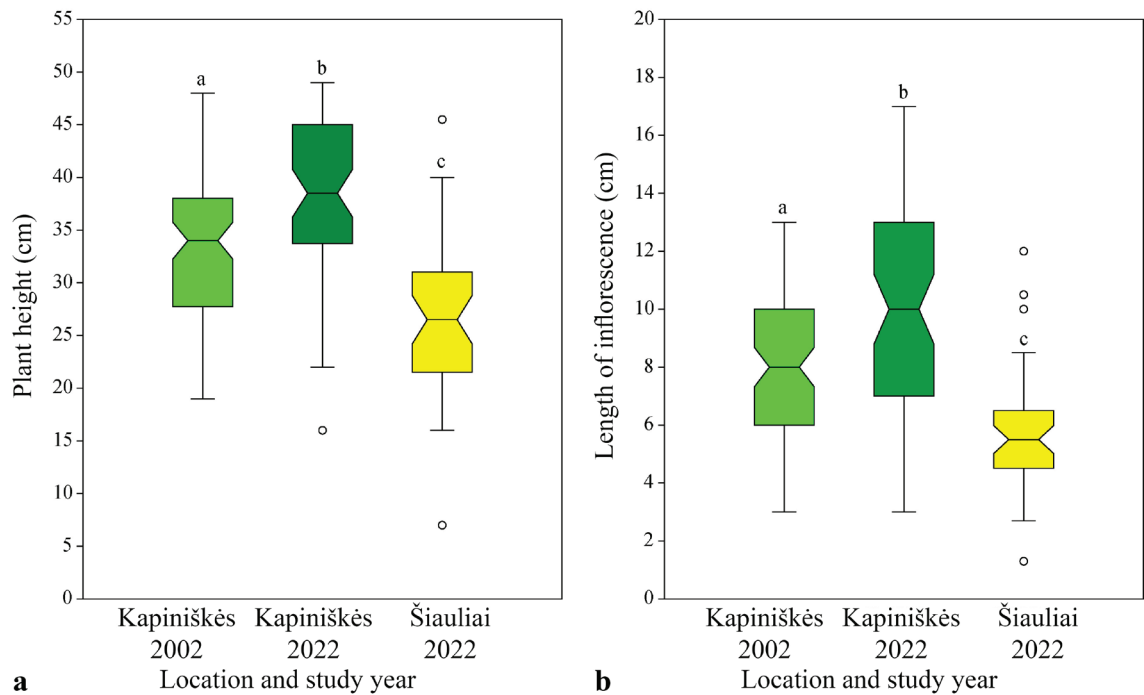 55
50
45
40
35
30
25
20
15
10
5
0
Plant height (cm)
a
b
c
Kapiniškės
2002
Kapiniškės
2022
Šiauliai
2022
Location and study year
a
20
18
16
14
12
10
8
6
4
2
0
Length of inflorescence (cm)
a
b
c
Kapiniškės
2002
Kapiniškės
2022
Šiauliai
2022
Location and study year
b